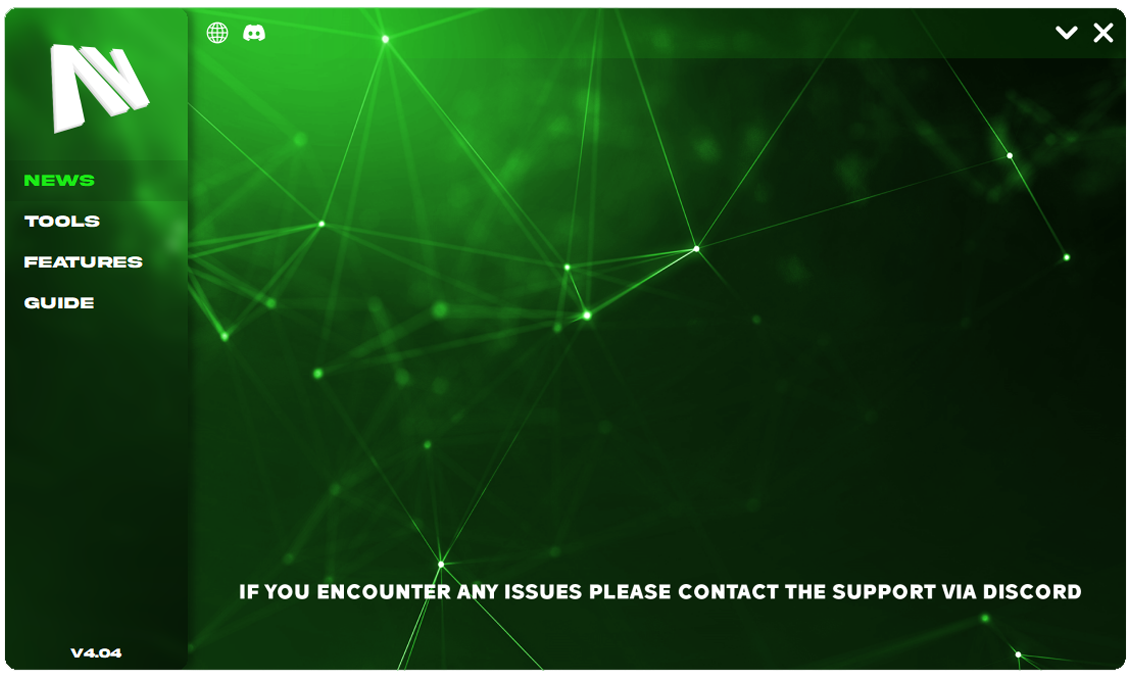 NEWS
TOOLS
FEATURES
GUIDE
IF YOU ENCOUNTER ANY ISSUES PLEASE CONTACT THE SUPPORT VIA DISCORD
V4.04